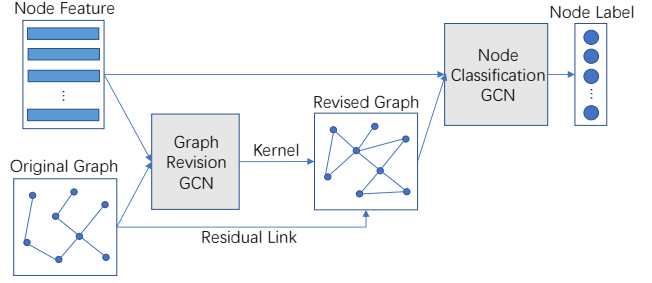 Node Feature
Node Label
Node
Classification
GCN
Revised Graph
Graph
Revision
GCN
Kernel
Original Graph
Residual Link